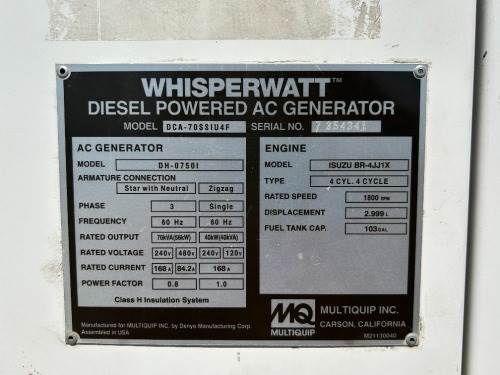 WHISPERWATT™
DIESEL POWERED AC GENERATOR
MODEL DCA-70SSIU4F SERIAL NO. 7354341
AC GENERATOR
MODEL DH-0750I
ARMATURE CONNECTION
Star with Neutral Zigzag
PHASE 3 Single
FREQUENCY 60 Hz 60 Hz
RATED OUTPUT 70kVA(56kW) 40kW(40kVA)
RATED VOLTAGE 240V 480V 240V 120V
RATED CURRENT 168A 84.2A 168A
POWER FACTOR 0.8 1.0
Class H Insulation System
ENGINE
MODEL ISUZU BR-4JJ1X
TYPE 4 CYL. 4 CYCLE
RATED SPEED 1800 RPM
DISPLACEMENT 2.999 L
FUEL TANK CAP. 103GAL
Manufactured for MULTIQUIP INC. by Denyo Manufacturing Corp.
Assembled in USA
MQ
MULTIQUIP
MULTIQUIP INC.
CARSON, CALIFORNIA
M21130040